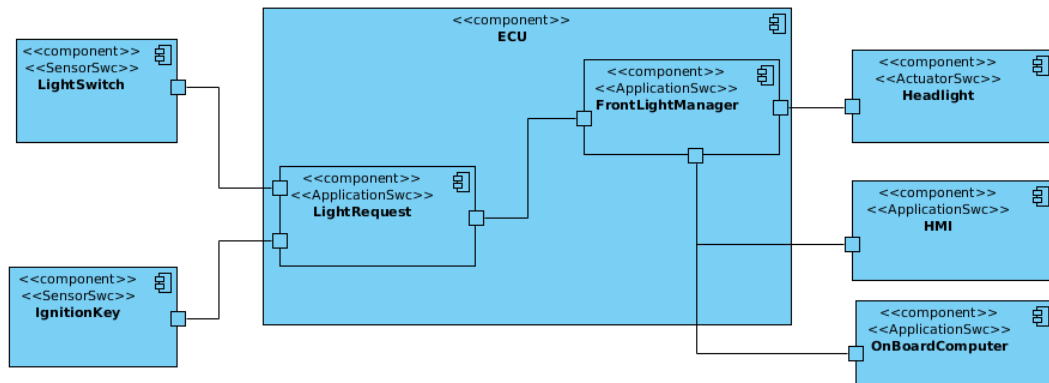 <<component>>
<<SensorSwc>>
LightSwitch
<<component>>
ECU
<<component>>
<<ApplicationSwc>>
FrontLightManager
<<component>>
<<ActuatorSwc>>
Headlight
<<component>>
<<ApplicationSwc>>
LightRequest
<<component>>
<<ApplicationSwc>>
HMI
<<component>>
<<SensorSwc>>
IgnitionKey
<<component>>
<<ApplicationSwc>>
OnBoardComputer